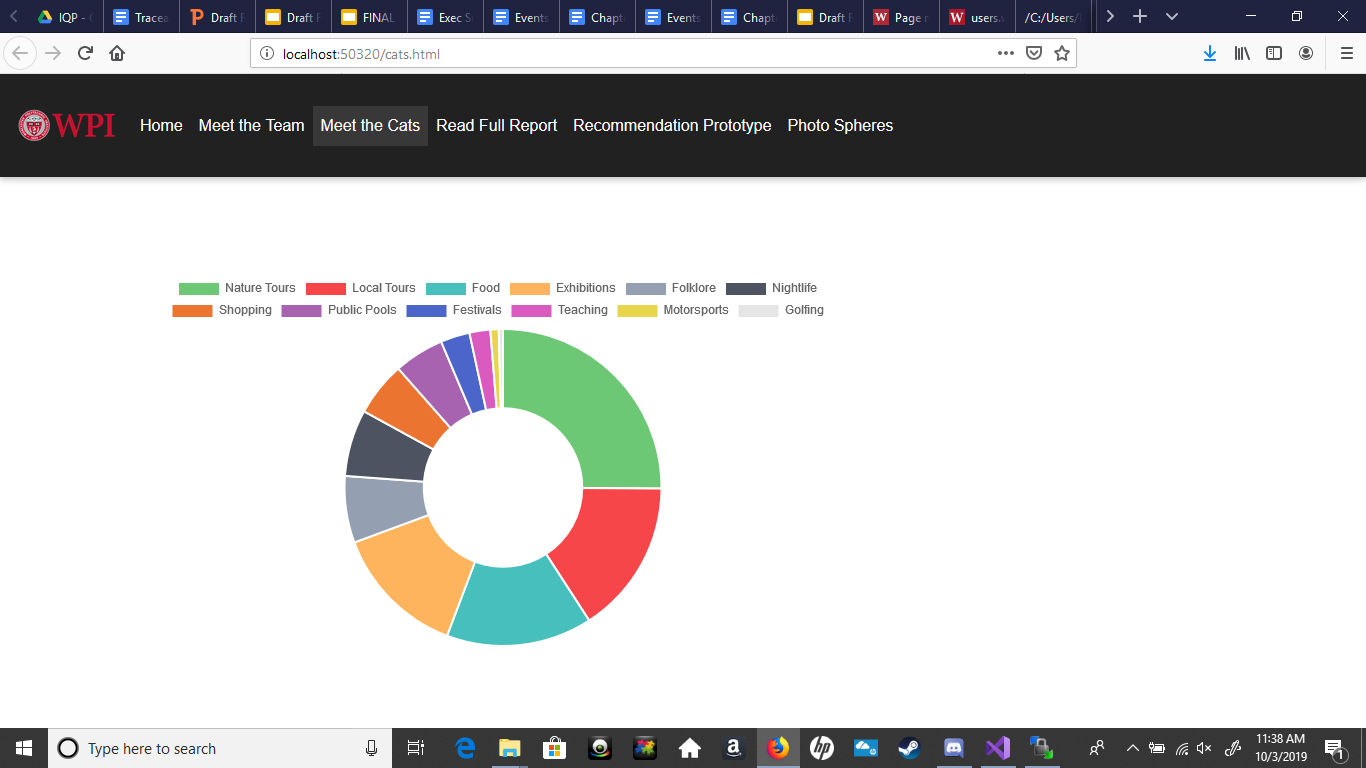 IQP - Tracea Draft F Draft F FINAL Exec S Events Chapt Events Chapt Draft F Page users. /C:/Users/
localhost:50320/cats.html
WPI Home Meet the Team Meet the Cats Read Full Report Recommendation Prototype Photo Spheres
Nature Tours Local Tours Food Exhibitions Folklore Nightlife
Shopping Public Pools Festivals Teaching Motorsports Golfing
Type here to search
11:38 AM
10/3/2019
1